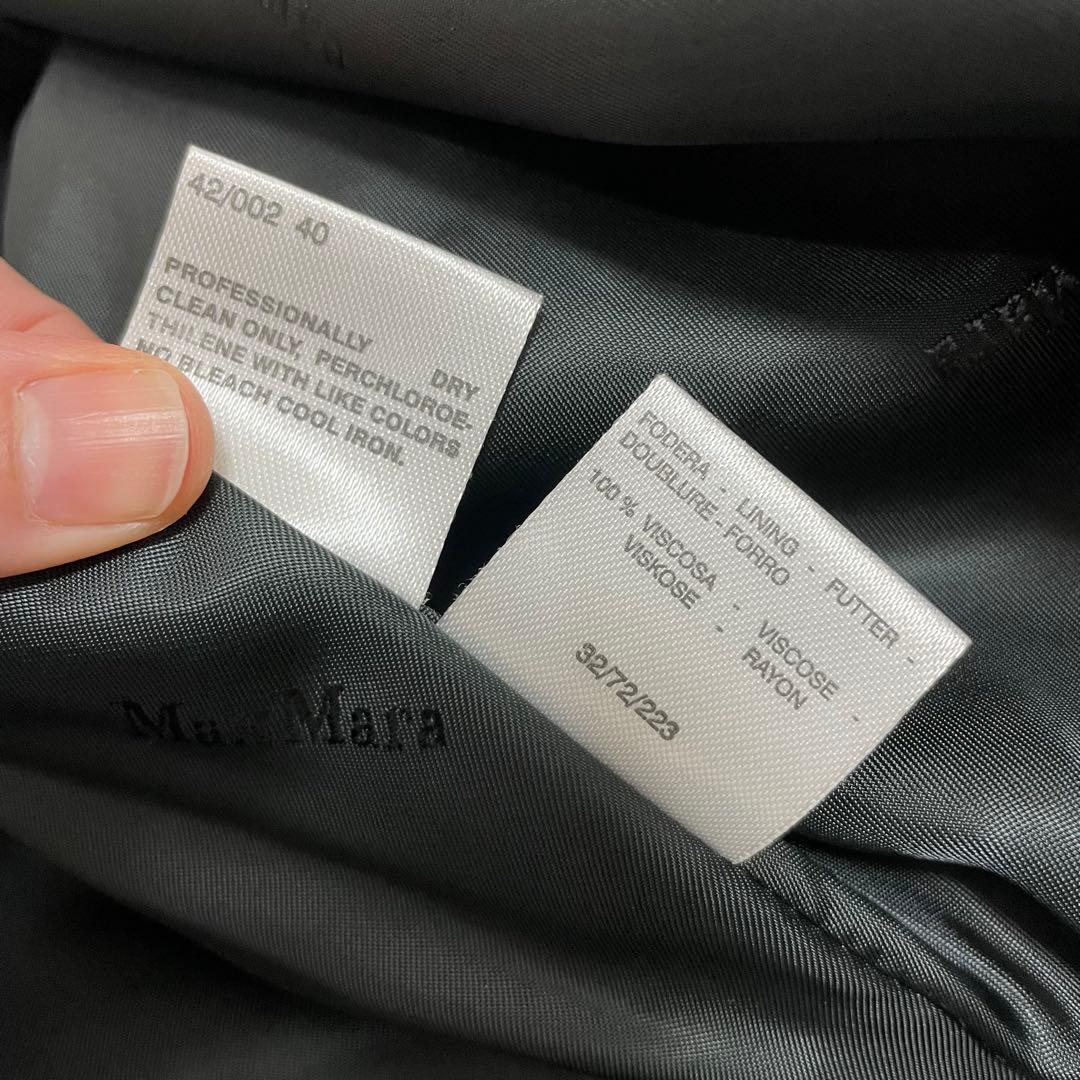 42/002 40
PROFESSIONALLY DRY
CLEAN ONLY, PERCHLOROE-
THILENE WITH LIKE COLORS
NO BLEACH COOL IRON.
FODERA - LINING - FUTTER -
DOUBLURE - FORRO
100 % VISCOSA - VISCOSE -
VISKOSE - RAYON
32/72/223
MaxMara